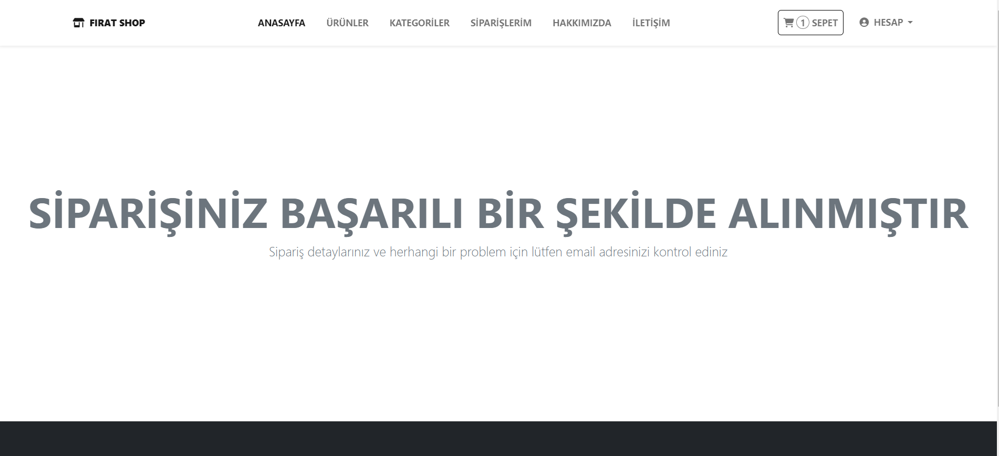 FIRAT SHOP
ANASAYFA
ÜRÜNLER
KATEGORİLER
SİPARİŞLERİM
HAKKIMIZDA
İLETİŞİM
1 SEPET
HESAP
SİPARİŞİNİZ BAŞARILI BİR ŞEKİLDE ALINMIŞTIR
Sipariş detaylarınız ve herhangi bir problem için lütfen email adresinizi kontrol ediniz